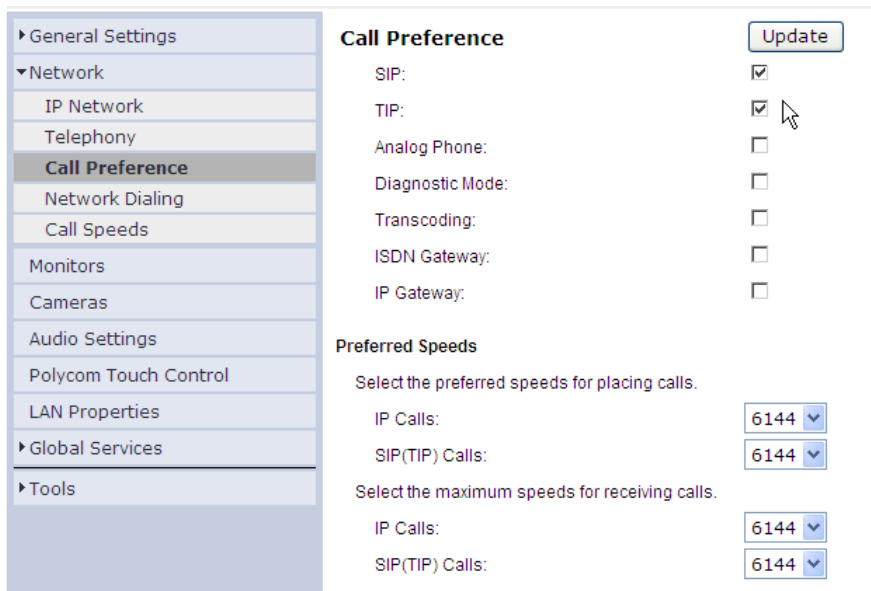 General Settings
Network
IP Network
Telephony
Call Preference
Network Dialing
Call Speeds
Monitors
Cameras
Audio Settings
Polycom Touch Control
LAN Properties
Global Services
Tools
Call Preference
Update
SIP:
TIP:
Analog Phone:
Diagnostic Mode:
Transcoding:
ISDN Gateway:
IP Gateway:
Preferred Speeds
Select the preferred speeds for placing calls.
IP Calls: 6144
SIP(TIP) Calls: 6144
Select the maximum speeds for receiving calls.
IP Calls: 6144
SIP(TIP) Calls: 6144